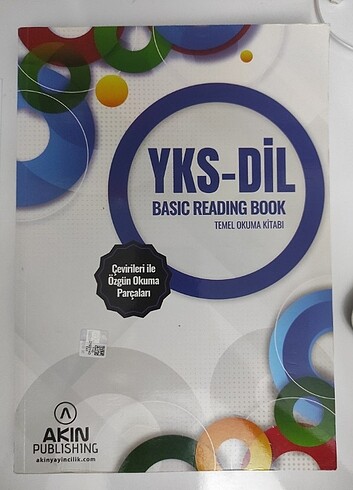 YKS-DİL
BASIC READING BOOK
TEMEL OKUMA KİTABI
Çevirileri ile
Özgün Okuma
Parçaları
AKIN
PUBLISHING
akinyayincilik.com